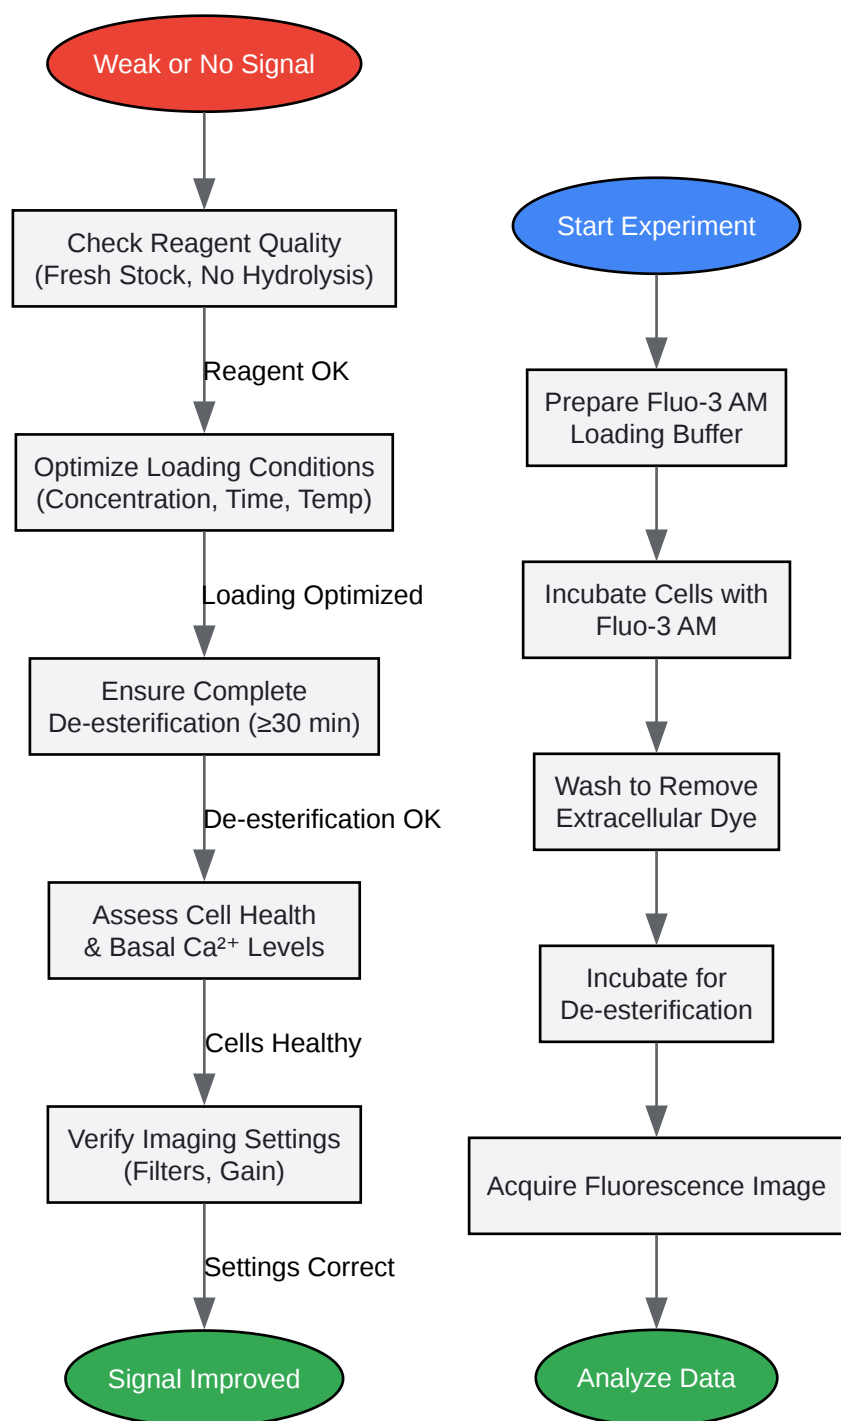 Weak or No Signal
Check Reagent Quality
(Fresh Stock, No Hydrolysis)
Reagent OK
Optimize Loading Conditions
(Concentration, Time, Temp)
Loading Optimized
Ensure Complete
De-esterification (≥30 min)
De-esterification OK
Assess Cell Health
& Basal Ca²⁺ Levels
Cells Healthy
Verify Imaging Settings
(Filters, Gain)
Settings Correct
Signal Improved
Start Experiment
Prepare Fluo-3 AM
Loading Buffer
Incubate Cells with
Fluo-3 AM
Wash to Remove
Extracellular Dye
Incubate for
De-esterification
Acquire Fluorescence Image
Analyze Data